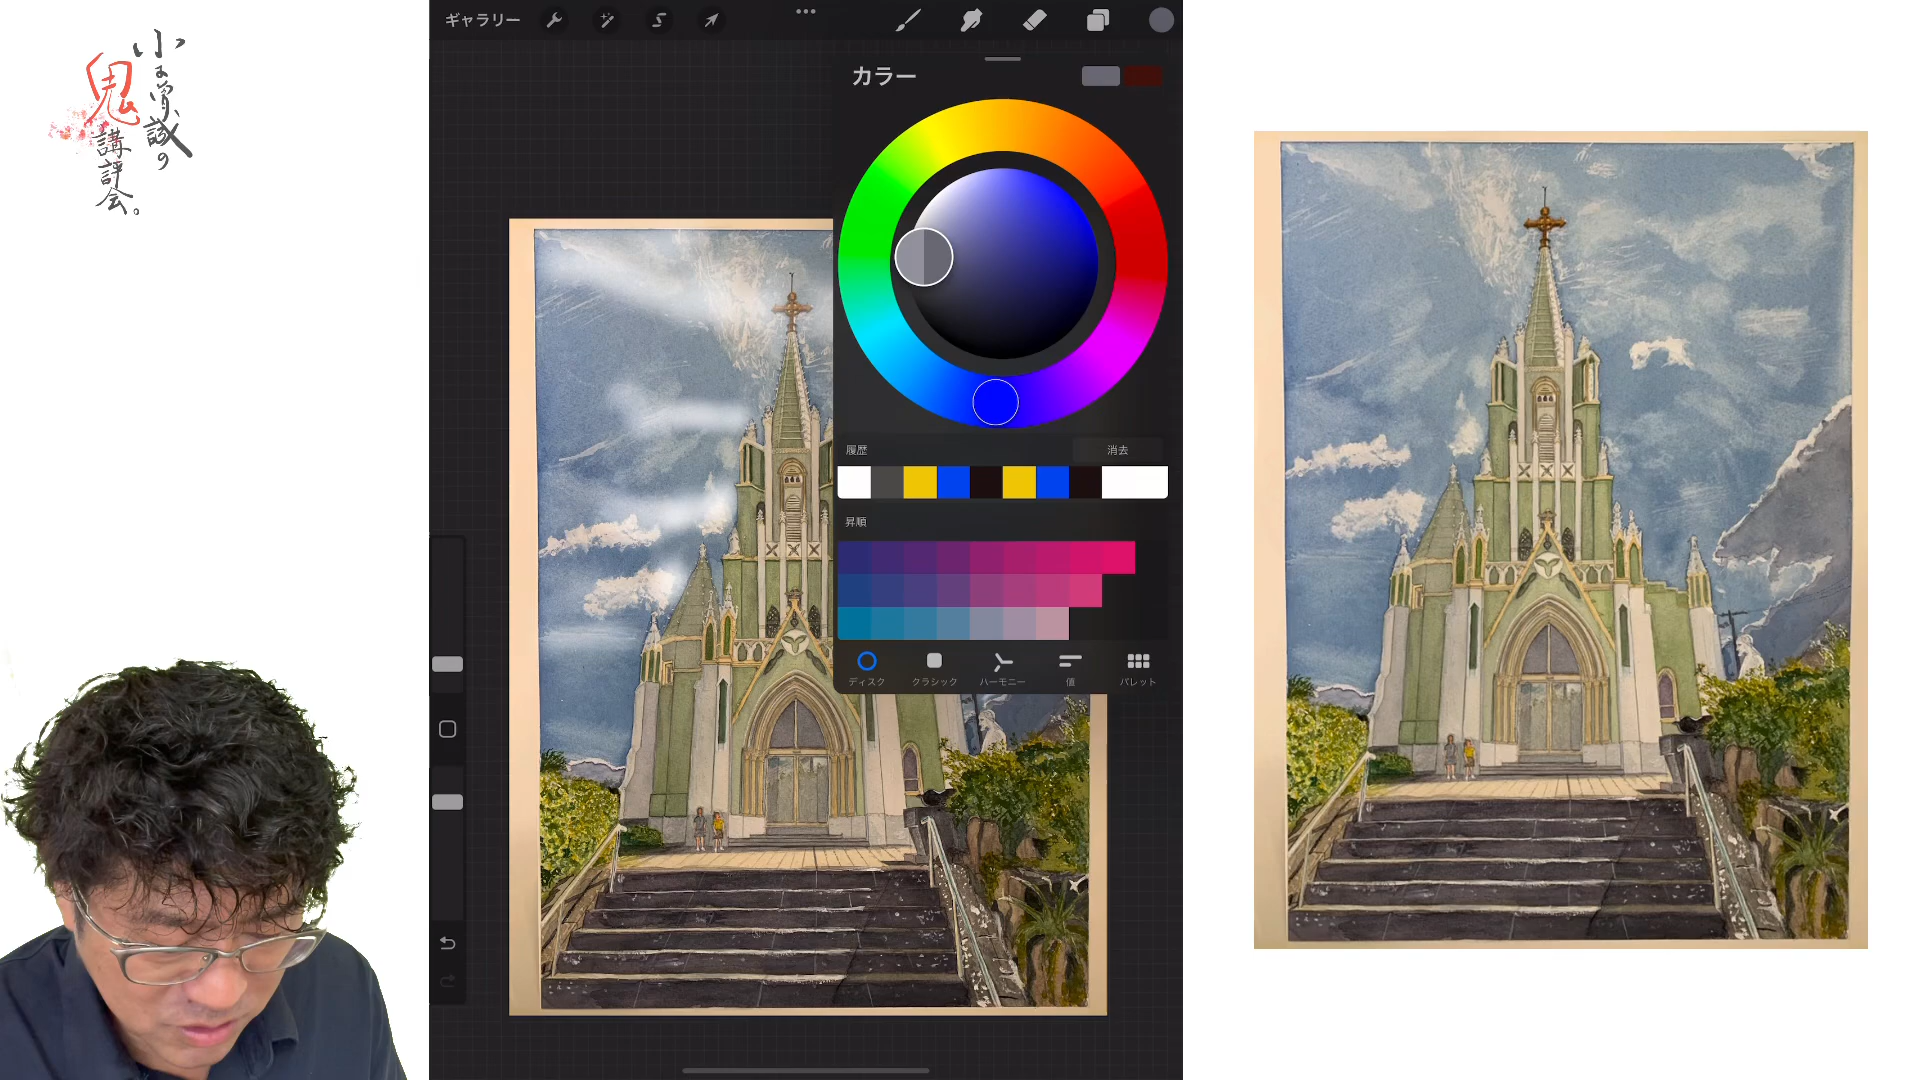 小笠原誠の
鬼
講評会。
ギャラリー
カラー
履歴
消去
昇順
ディスク
クラシック
ハーモニー
値
パレット